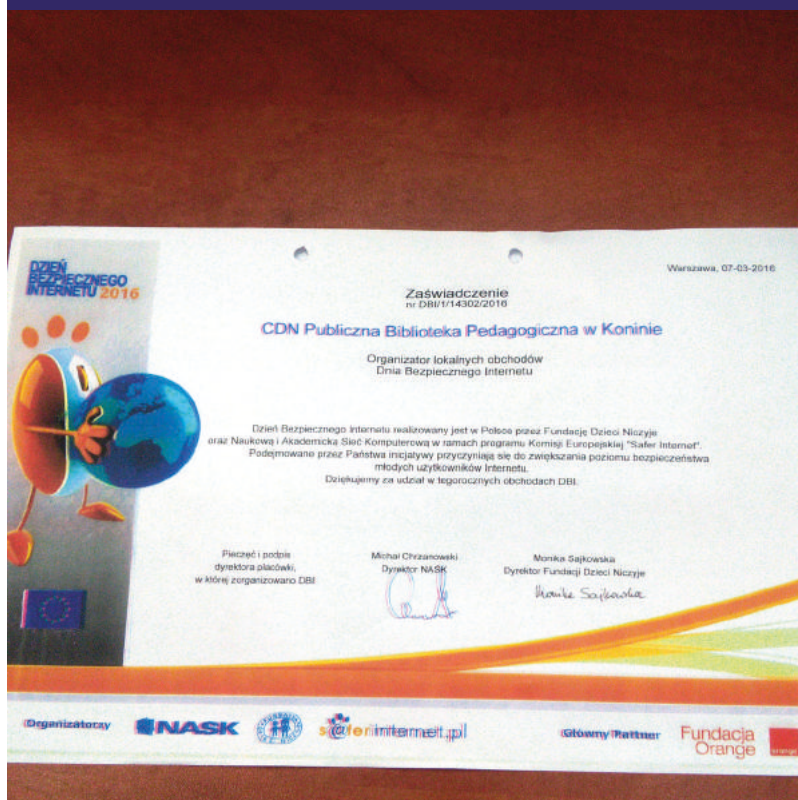 DZIEŃ
BEZPIECZNEGO
INTERNETU 2016
Warszawa, 07-03-2016
Zaświadczenie
nr DBI/1/14302/2016
CDN Publiczna Biblioteka Pedagogiczna w Koninie
Organizator lokalnych obchodów
Dnia Bezpiecznego Internetu
Dzień Bezpiecznego Internetu realizowany jest w Polsce przez Fundację Dzieci Niczyje
oraz Naukową i Akademicką Sieć Komputerową w ramach programu Komisji Europejskiej "Safer Internet".
Podejmowane przez Państwa inicjatywy przyczyniają się do zwiększania poziomu bezpieczeństwa
młodych użytkowników Internetu.
Dziękujemy za udział w tegorocznych obchodach DBI.
Pieczęć i podpis
dyrektora placówki,
w której zorganizowano DBI
Michał Chrzanowski
Dyrektor NASK
Monika Sajkowska
Dyrektor Fundacji Dzieci Niczyje
Monika Sajkowska
Organizatorzy
NASK
saferinternet.pl
Główny Partner
Fundacja
Orange
orange